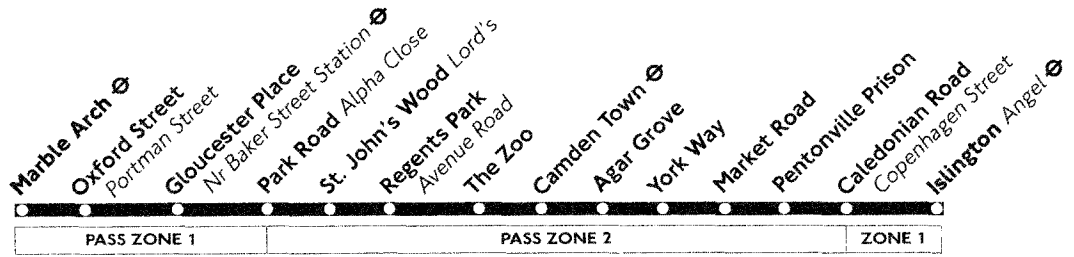 Marble Arch
Oxford Street
Portman Street
Gloucester Place
Nr Baker Street Station
Park Road Alpha Close
St. John's Wood Lord's
Regents Park
Avenue Road
The Zoo
Camden Town
Agar Grove
York Way
Market Road
Pentonville Prison
Caledonian Road
Copenhagen Street
Islington Angel
PASS ZONE 1
PASS ZONE 2
ZONE 1